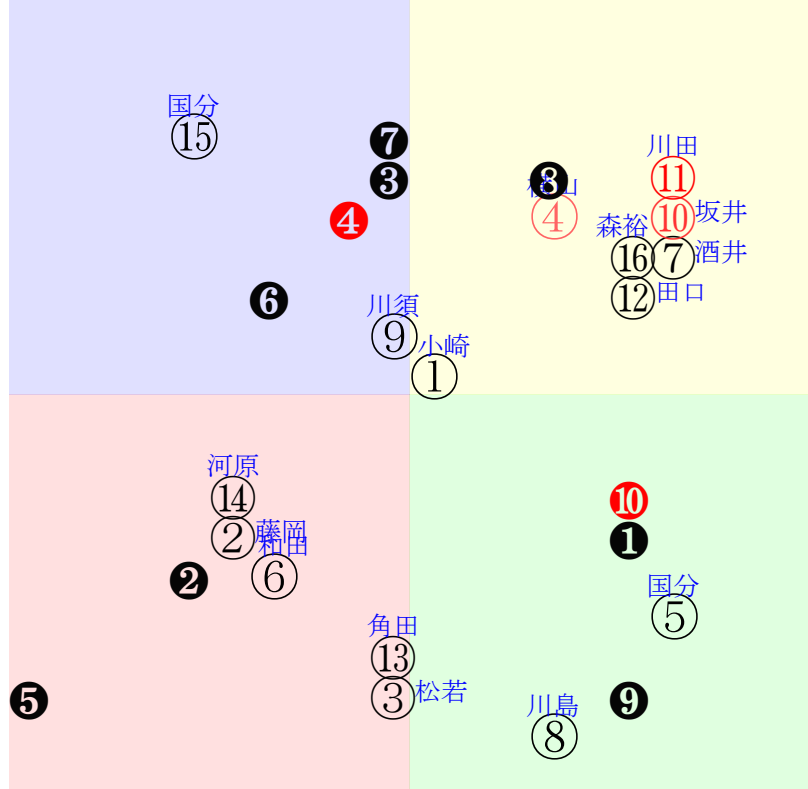 国分
⑮
❼
❸
❹
❻
川須
⑨
小崎
①
❽
④
川田
⑪
⑩ 坂井
森裕
⑯ ⑦ 酒井
⑫ 田口
河原
⑭
② 藤岡
和田
⑥
❷
角田
⑬
③ 松若
❺
❿
❶
国分
⑤
川島
⑧
❾